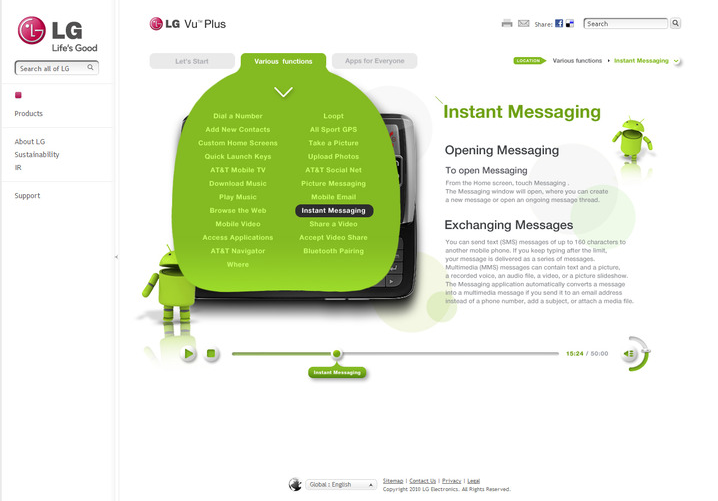 LG
Life's Good
Search all of LG
Products
About LG
Sustainability
IR
Support
LG Vu™ Plus
Share:
Search
Let's Start
Various functions
Apps for Everyone
LOCATION
Various functions
Instant Messaging
Dial a Number
Add New Contacts
Custom Home Screens
Quick Launch Keys
AT&T Mobile TV
Download Music
Play Music
Browse the Web
Mobile Video
Access Applications
AT&T Navigator
Where
Loopt
All Sport GPS
Take a Picture
Upload Photos
AT&T Social Net
Picture Messaging
Mobile Email
Instant Messaging
Share a Video
Accept Video Share
Bluetooth Pairing
Instant Messaging
Opening Messaging
To open Messaging
From the Home screen, touch Messaging .
The Messaging window will open, where you can create
a new message or open an ongoing message thread.
Exchanging Messages
You can send text (SMS) messages of up to 160 characters to
another mobile phone. If you keep typing after the limit,
your message is delivered as a series of messages.
Multimedia (MMS) messages can contain text and a picture,
a recorded voice, an audio file, a video, or a picture slideshow.
The Messaging application automatically converts a message
into a multimedia message if you send it to an email address
instead of a phone number, add a subject, or attach a media file.
15:24 / 50:00
Instant Messaging
Global : English
Sitemap | Contact Us | Privacy | Legal
Copyright 2010 LG Electronics. All Rights Reserved.